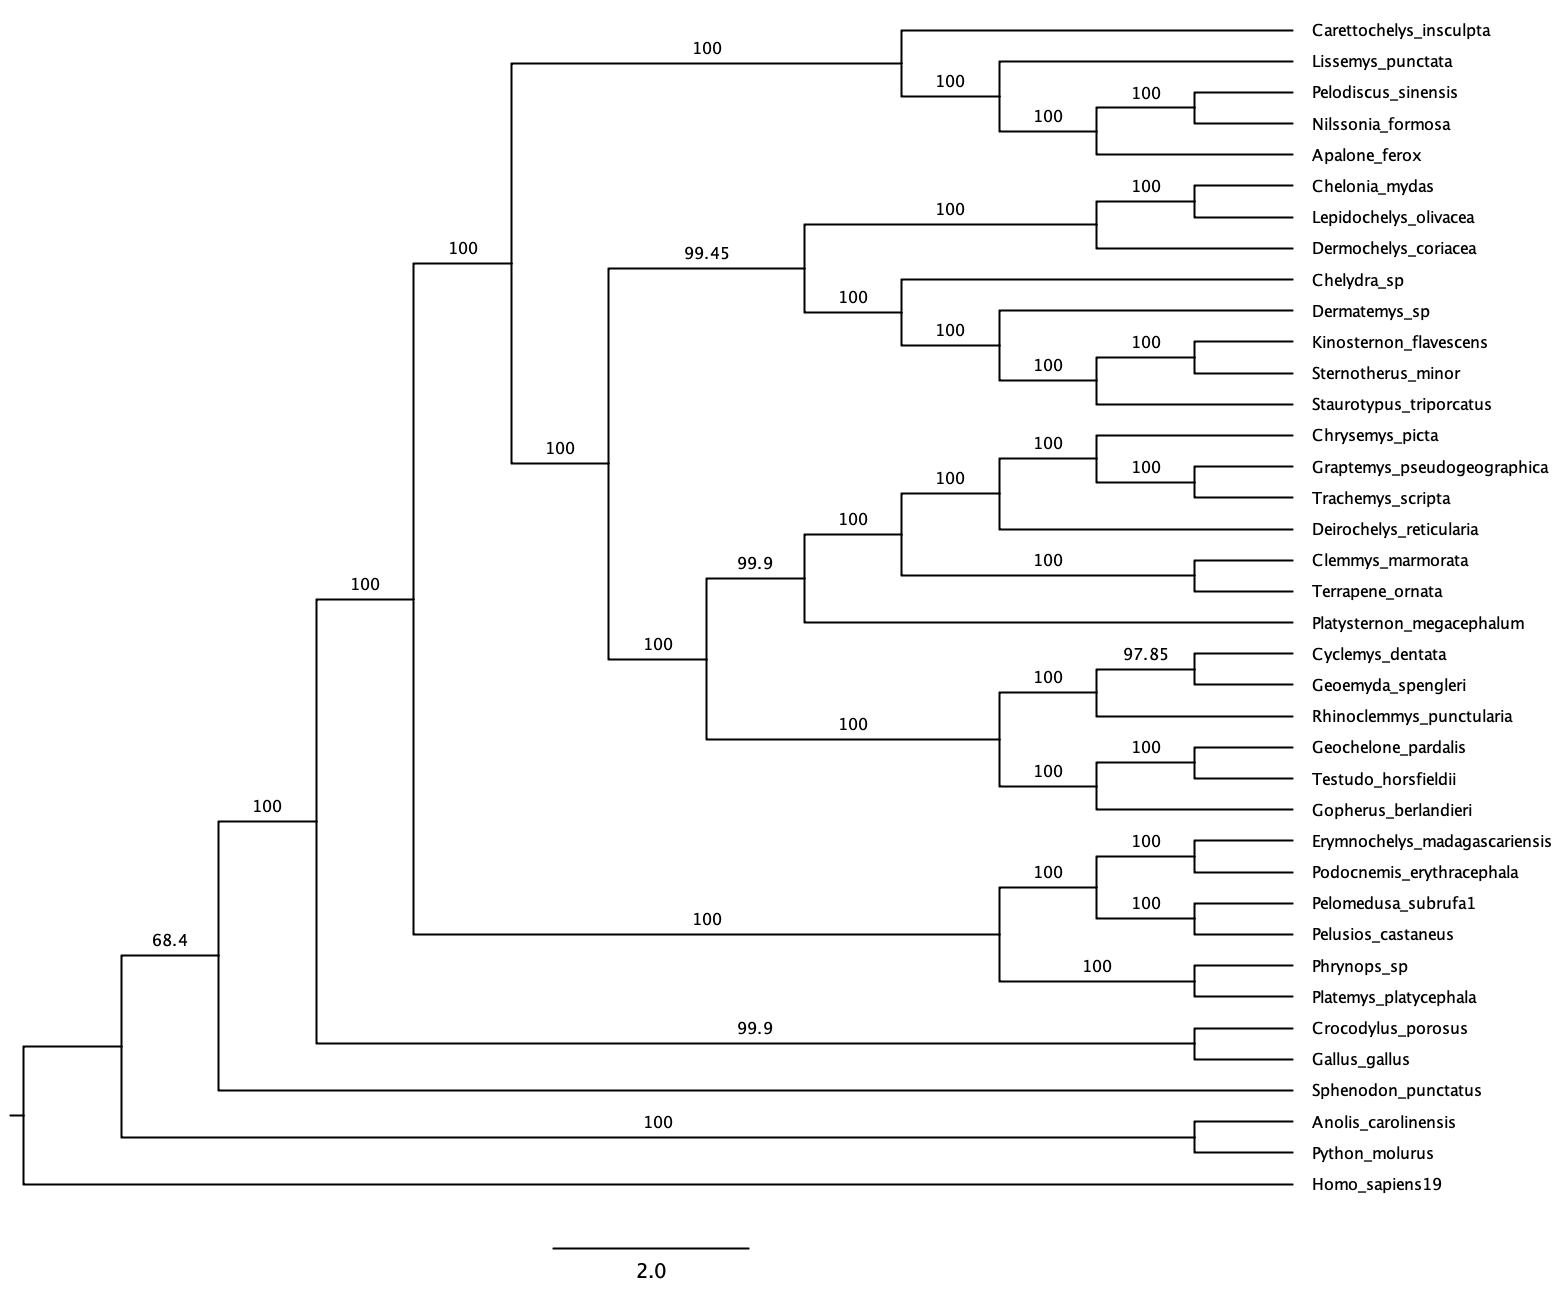 Carettochelys_insculpta
100
Lissemys_punctata
100
Pelodiscus_sinensis
100
Nilssonia_formosa
100
Apalone_ferox
Chelonia_mydas
100
Lepidochelys_olivacea
100
Dermochelys_coriacea
100
99.45
Chelydra_sp
100
Dermatemys_sp
100
Kinosternon_flavescens
100
Sternotherus_minor
100
Staurotypus_triporcatus
Chrysemys_picta
100
100
Graptemys_pseudogeographica
100
Trachemys_scripta
100
Deirochelys_reticularia
100
Clemmys_marmorata
100
99.9
Terrapene_ornata
Platysternon_megacephalum
100
Cyclemys_dentata
97.85
Geoemyda_spengleri
100
Rhinoclemmys_punctularia
100
Geochelone_pardalis
100
Testudo_horsfieldii
100
Gopherus_berlandieri
100
100
Erymnochelys_madagascariensis
100
Podocnemis_erythracephala
100
Pelomedusa_subrufa1
100
Pelusios_castaneus
100
68.4
Phrynops_sp
100
Platemys_platycephala
Crocodylus_porosus
99.9
Gallus_gallus
Sphenodon_punctatus
Anolis_carolinensis
100
Python_molurus
Homo_sapiens19
2.0